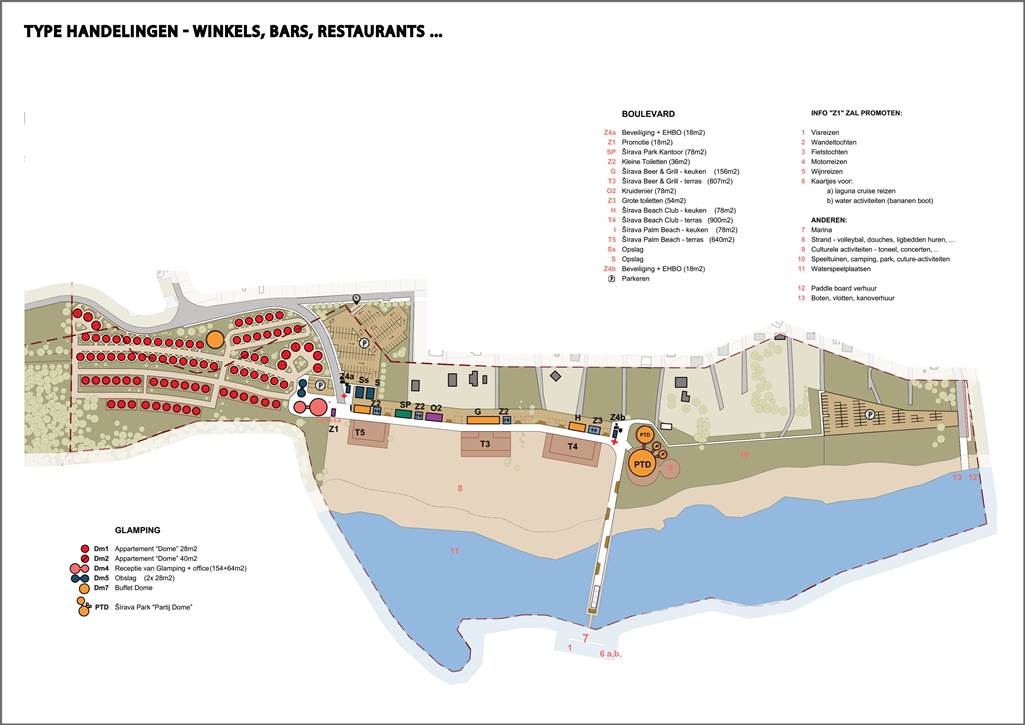 TYPE HANDELINGEN - WINKELS, BARS, RESTAURANTS ...
BOULEVARD
Z4a Beveiliging + EHBO (18m2)
Z1 Promotie (18m2)
SP Šírava Park Kantoor (78m2)
Z2 Kleine Toiletten (36m2)
G Šírava Beer & Grill - keuken (156m2)
T3 Šírava Beer & Grill - terras (807m2)
O2 Kruidenier (78m2)
Z3 Grote toiletten (54m2)
H Šírava Beach Club - keuken (78m2)
T4 Šírava Beach Club - terras (900m2)
I Šírava Palm Beach - keuken (78m2)
T5 Šírava Palm Beach - terras (640m2)
Ss Opslag
S Opslag
Z4b Beveiliging + EHBO (18m2)
P Parkeren
INFO "Z1" ZAL PROMOTEN:
1 Visreizen
2 Wandeltochten
3 Fietstochten
4 Motorreizen
5 Wijnreizen
6 Kaartjes voor:
a) laguna cruise reizen
b) water activiteiten (bananen boot)
ANDEREN:
7 Marina
8 Strand - volleybal, douches, ligbedden huren, ...
9 Culturele activiteiten - toneel, concerten, ..
10 Speeltuinen, camping, park, cuture-activiteiten
11 Waterspeelplaatsen
12 Paddle board verhuur
13 Boten, vlotten, kanoverhuur
P
P
Z4a Ss S
Z2 SP Z2 O2 G Z2 H Z3 Z4b
Z1 T5 T3 T4
P
PTD
PTD
9
10
13 12
8
11
7
1 6 a,b,
GLAMPING
Dm1 Appartement "Dome" 28m2
Dm2 Appartement "Dome" 40m2
Dm4 Receptie van Glamping + office(154+64m2)
Dm5 Obslag (2x 28m2)
Dm7 Buffet Dome
PTD Šírava Park "Partij Dome"